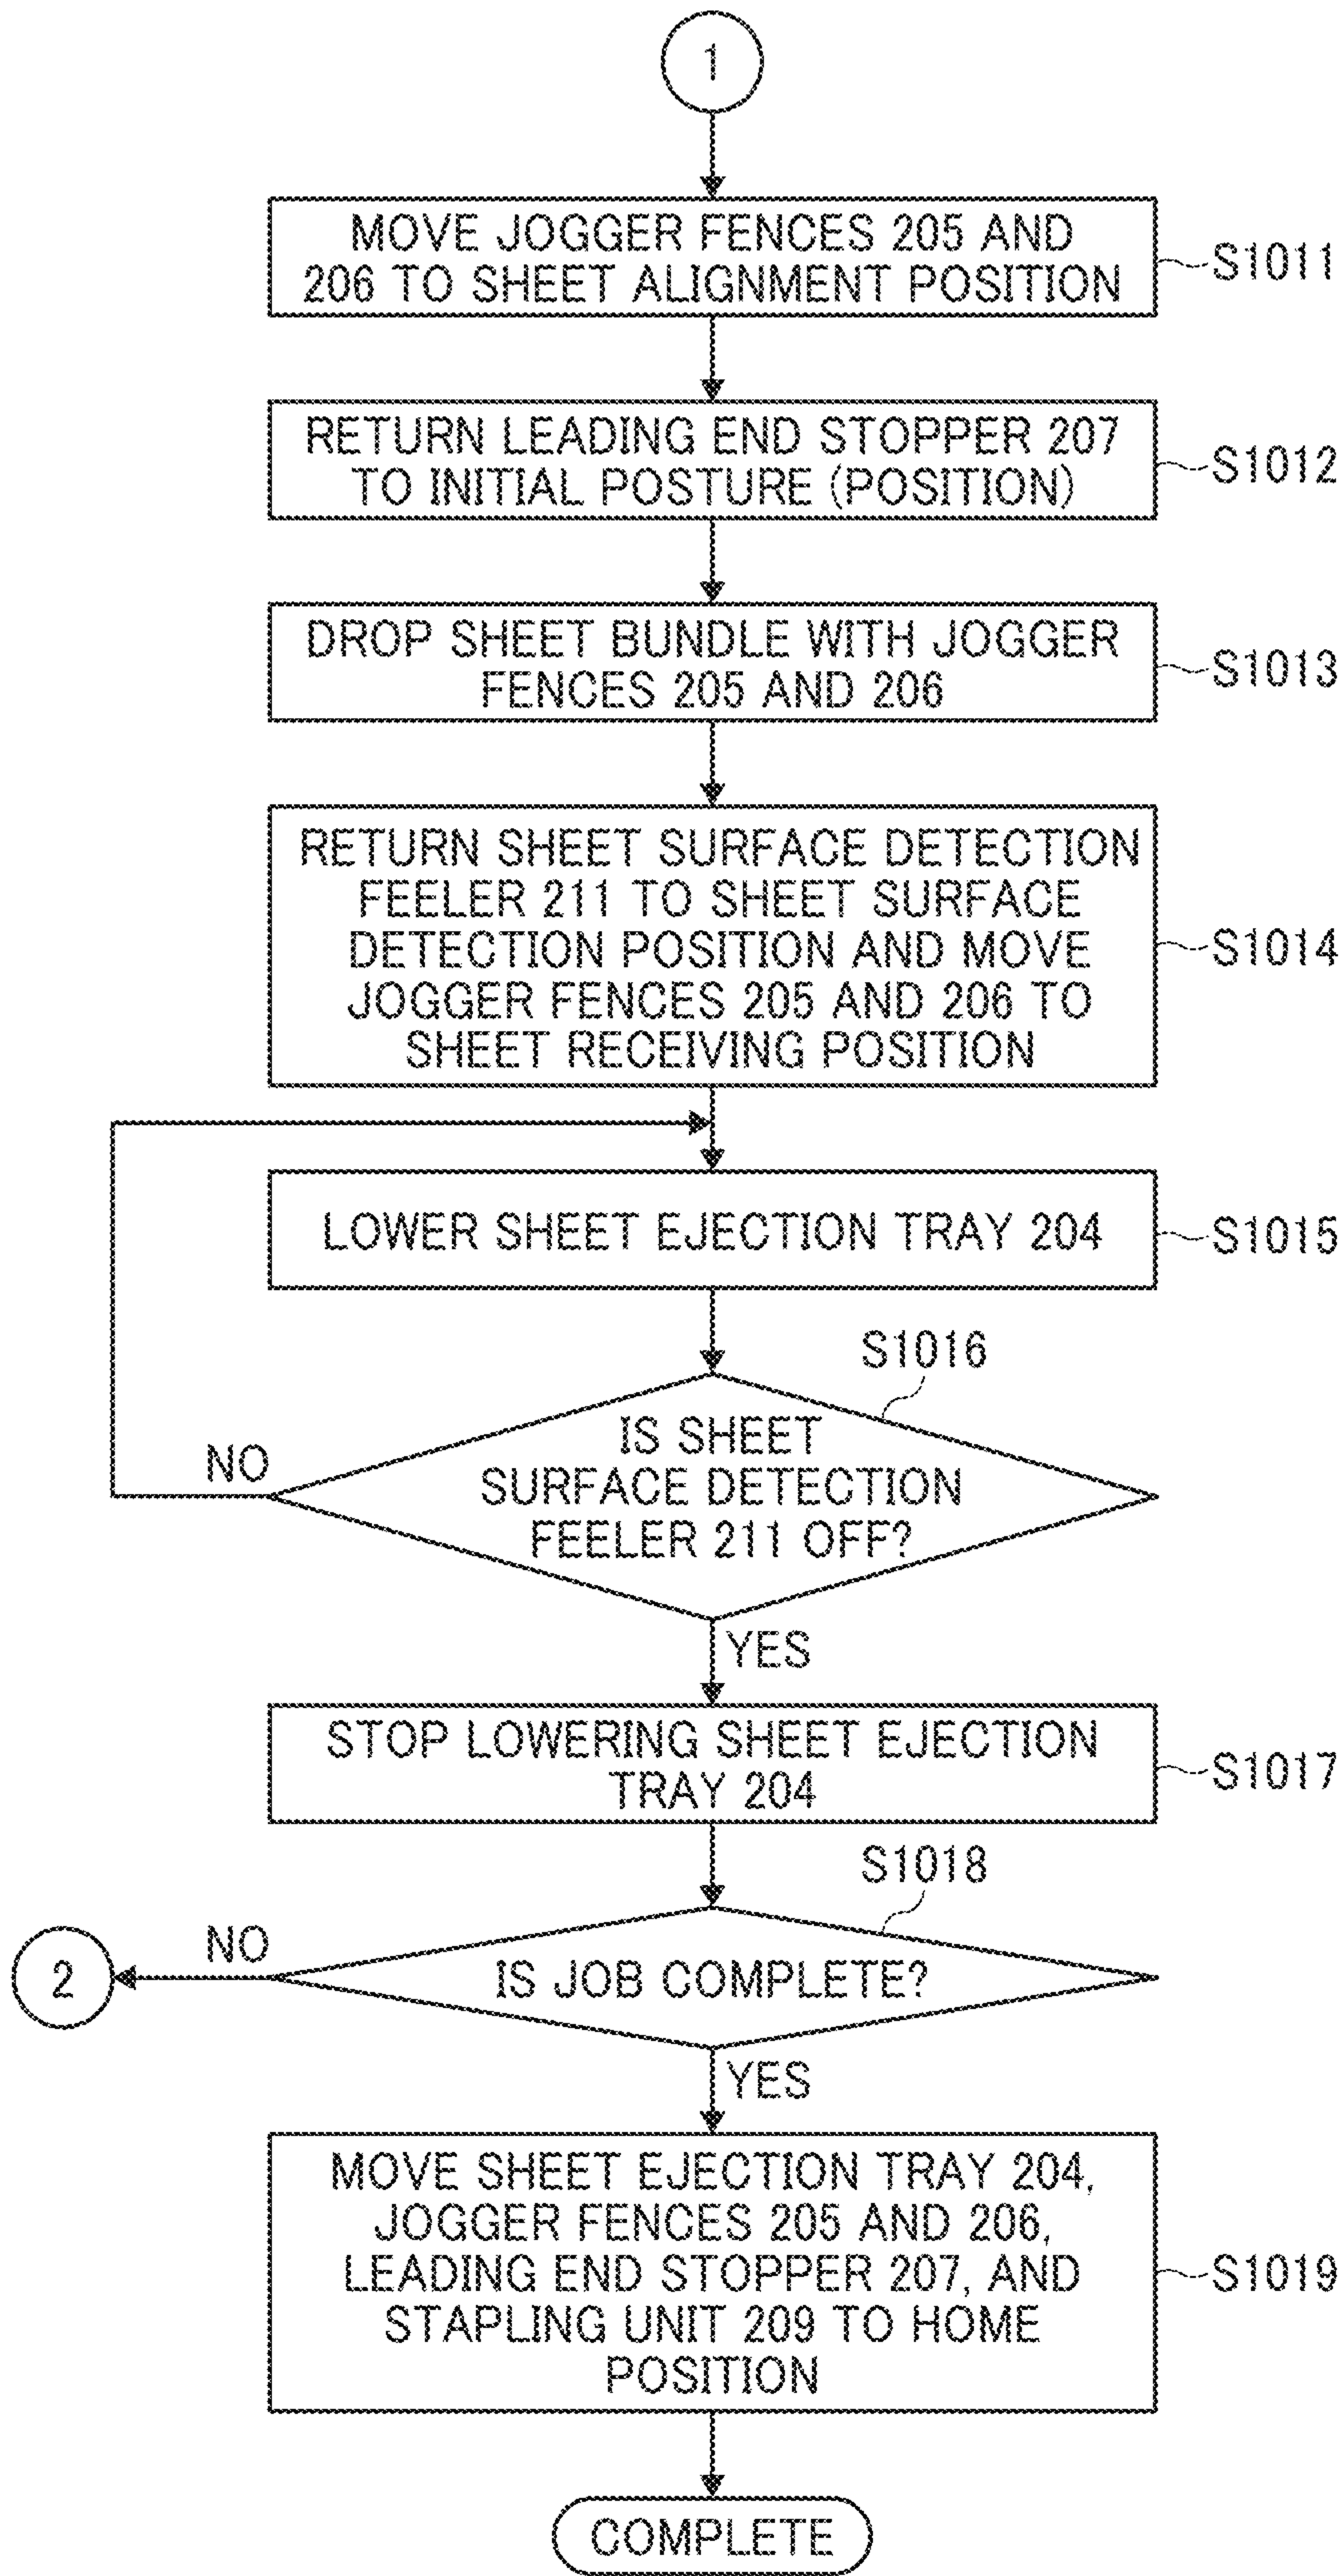 1
MOVE JOGGER FENCES 205 AND
206 TO SHEET ALIGNMENT POSITION
S1011
RETURN LEADING END STOPPER 207
TO INITIAL POSTURE (POSITION)
S1012
DROP SHEET BUNDLE WITH JOGGER
FENCES 205 AND 206
S1013
RETURN SHEET SURFACE DETECTION
FEELER 211 TO SHEET SURFACE
DETECTION POSITION AND MOVE
JOGGER FENCES 205 AND 206 TO
SHEET RECEIVING POSITION
S1014
LOWER SHEET EJECTION TRAY 204
S1015
S1016
IS SHEET
SURFACE DETECTION
FEELER 211 OFF?
NO
YES
STOP LOWERING SHEET EJECTION
TRAY 204
S1017
S1018
IS JOB COMPLETE?
NO
2
YES
MOVE SHEET EJECTION TRAY 204,
JOGGER FENCES 205 AND 206,
LEADING END STOPPER 207, AND
STAPLING UNIT 209 TO HOME
POSITION
S1019
COMPLETE